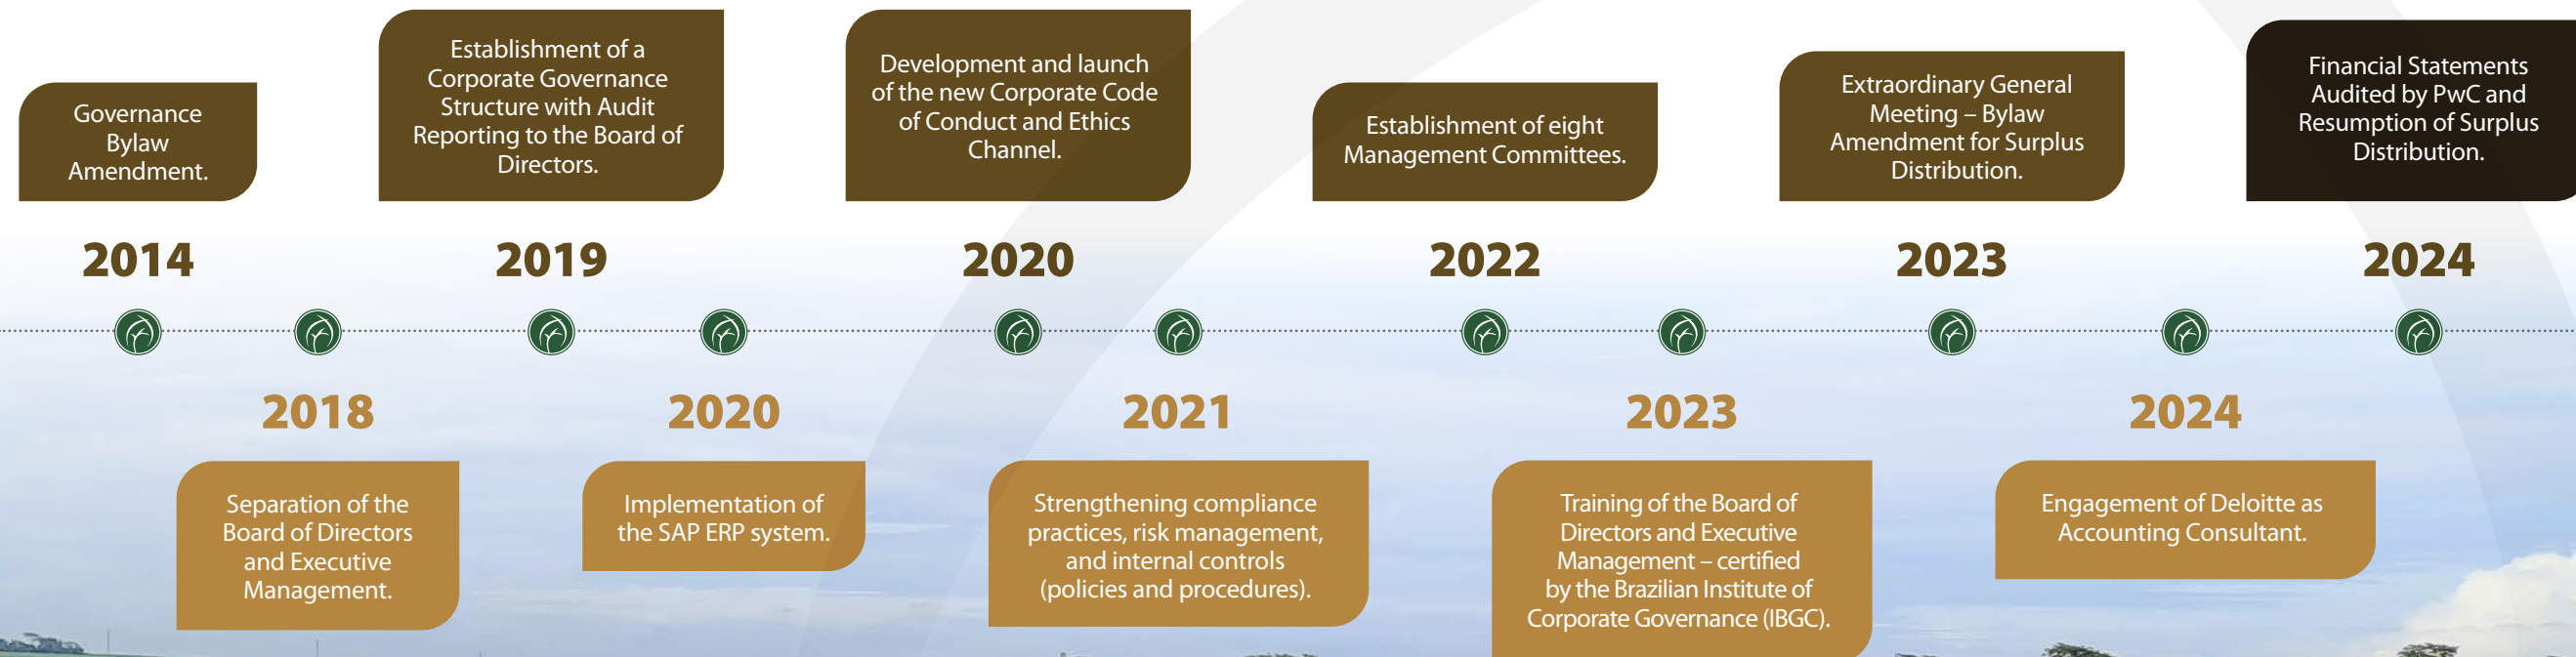 Governance
Bylaw
Amendment.
2014
2018
Separation of the
Board of Directors
and Executive
Management.
Establishment of a
Corporate Governance
Structure with Audit
Reporting to the Board of
Directors.
2019
2020
Implementation of
the SAP ERP system.
Development and launch
of the new Corporate Code
of Conduct and Ethics
Channel.
2020
2021
Strengthening compliance
practices, risk management,
and internal controls
(policies and procedures).
Establishment of eight
Management Committees.
2022
2023
Training of the Board of
Directors and Executive
Management – certified
by the Brazilian Institute of
Corporate Governance (IBGC).
Extraordinary General
Meeting – Bylaw
Amendment for Surplus
Distribution.
2023
2024
Engagement of Deloitte as
Accounting Consultant.
Financial Statements
Audited by PwC and
Resumption of Surplus
Distribution.
2024